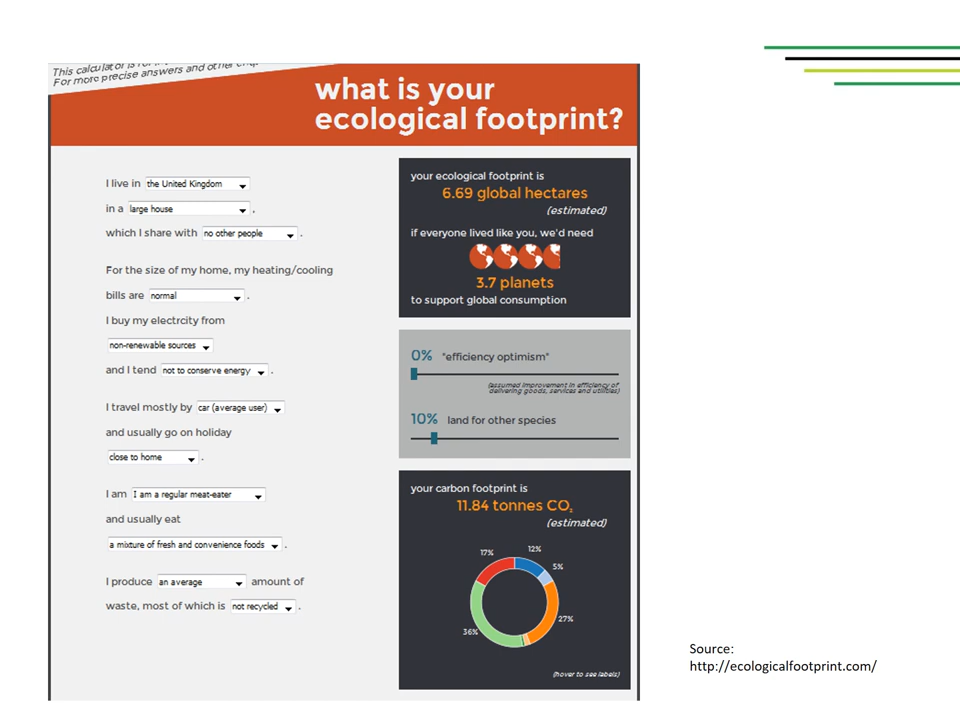 This calculator is for
For more precise answers and other
what is your
ecological footprint?
I live in the United Kingdom
in a large house ,
which I share with no other people .
For the size of my home, my heating/cooling
bills are normal .
I buy my electrcity from
non-renewable sources
and I tend not to conserve energy .
I travel mostly by car (average user)
and usually go on holiday
close to home .
I am I am a regular meat-eater
and usually eat
a mixture of fresh and convenience foods .
I produce an average amount of
waste, most of which is not recycled .
your ecological footprint is
6.69 global hectares
(estimated)
if everyone lived like you, we'd need
3.7 planets
to support global consumption
0% "efficiency optimism"
(assumed improvement in efficiency of
delivering goods, services and utilities)
10% land for other species
your carbon footprint is
11.84 tonnes CO₂
(estimated)
17% 12%
5%
27%
36%
(hover to see labels)
Source:
http://ecologicalfootprint.com/